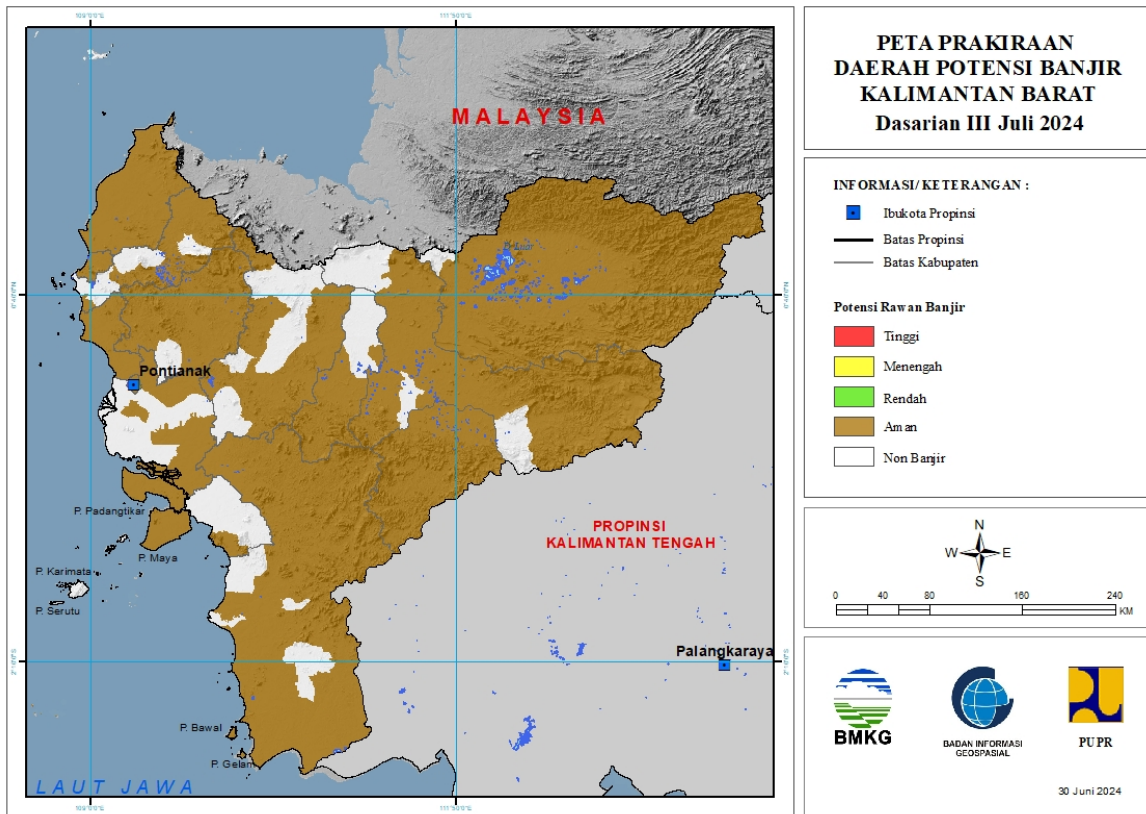 PETA PRAKIRAAN
DAERAH POTENSI BANJIR
KALIMANTAN BARAT
Dasarian III Juli 2024
INFORMASI/ KETERANGAN :
Ibukota Propinsi
Batas Propinsi
Batas Kabupaten
Potensi Rawan Banjir
Tinggi
Menengah
Rendah
Aman
Non Banjir
N
W E
S
0 40 80 160 240
KM
BMKG
BADAN INFORMASI
GEOSPASIAL
PUPR
30 Juni 2024
MALAYSIA
Pontianak
P. Padangtikar
P. Maya
P. Karimata
P. Serutu
PROPINSI
KALIMANTAN TENGAH
Palangkaraya
P. Bawal
P. Gelam
LAUT JAWA